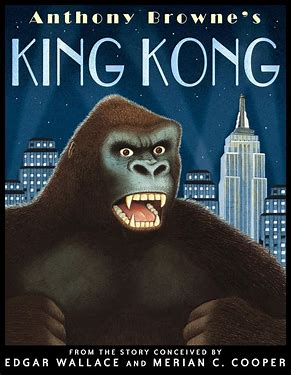 Anthony Browne's
KING KONG
FROM THE STORY CONCEIVED BY
EDGAR WALLACE AND MERIAN C. COOPER